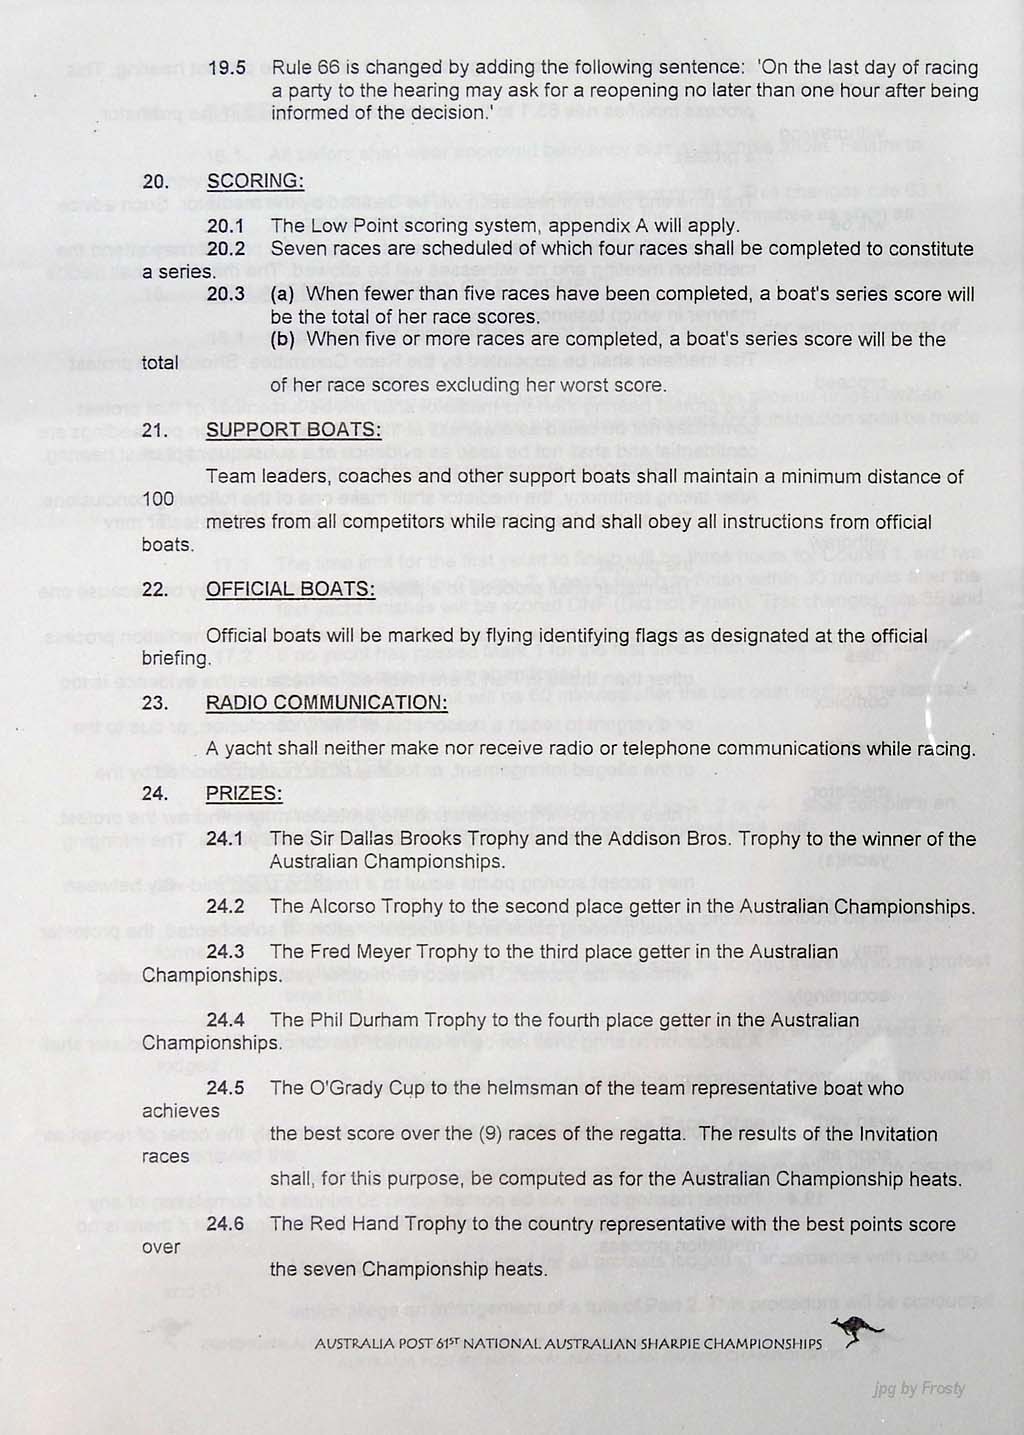 19.5 Rule 66 is changed by adding the following sentence: 'On the last day of racing
a party to the hearing may ask for a reopening no later than one hour after being
informed of the decision.'
20. SCORING:
20.1 The Low Point scoring system, appendix A will apply.
20.2 Seven races are scheduled of which four races shall be completed to constitute
a series.
20.3 (a) When fewer than five races have been completed, a boat's series score will
be the total of her race scores.
(b) When five or more races are completed, a boat's series score will be the
total
of her race scores excluding her worst score.
21. SUPPORT BOATS:
Team leaders, coaches and other support boats shall maintain a minimum distance of
100
metres from all competitors while racing and shall obey all instructions from official
boats.
22. OFFICIAL BOATS:
Official boats will be marked by flying identifying flags as designated at the official
briefing.
23. RADIO COMMUNICATION:
A yacht shall neither make nor receive radio or telephone communications while racing.
24. PRIZES:
24.1 The Sir Dallas Brooks Trophy and the Addison Bros. Trophy to the winner of the
Australian Championships.
24.2 The Alcorso Trophy to the second place getter in the Australian Championships.
24.3 The Fred Meyer Trophy to the third place getter in the Australian
Championships.
24.4 The Phil Durham Trophy to the fourth place getter in the Australian
Championships.
24.5 The O'Grady Cup to the helmsman of the team representative boat who
achieves
the best score over the (9) races of the regatta. The results of the Invitation
races
shall, for this purpose, be computed as for the Australian Championship heats.
24.6 The Red Hand Trophy to the country representative with the best points score
over
the seven Championship heats.
AUSTRALIA POST 61ST NATIONAL AUSTRALIAN SHARPIE CHAMPIONSHIPS
jpg by Frosty